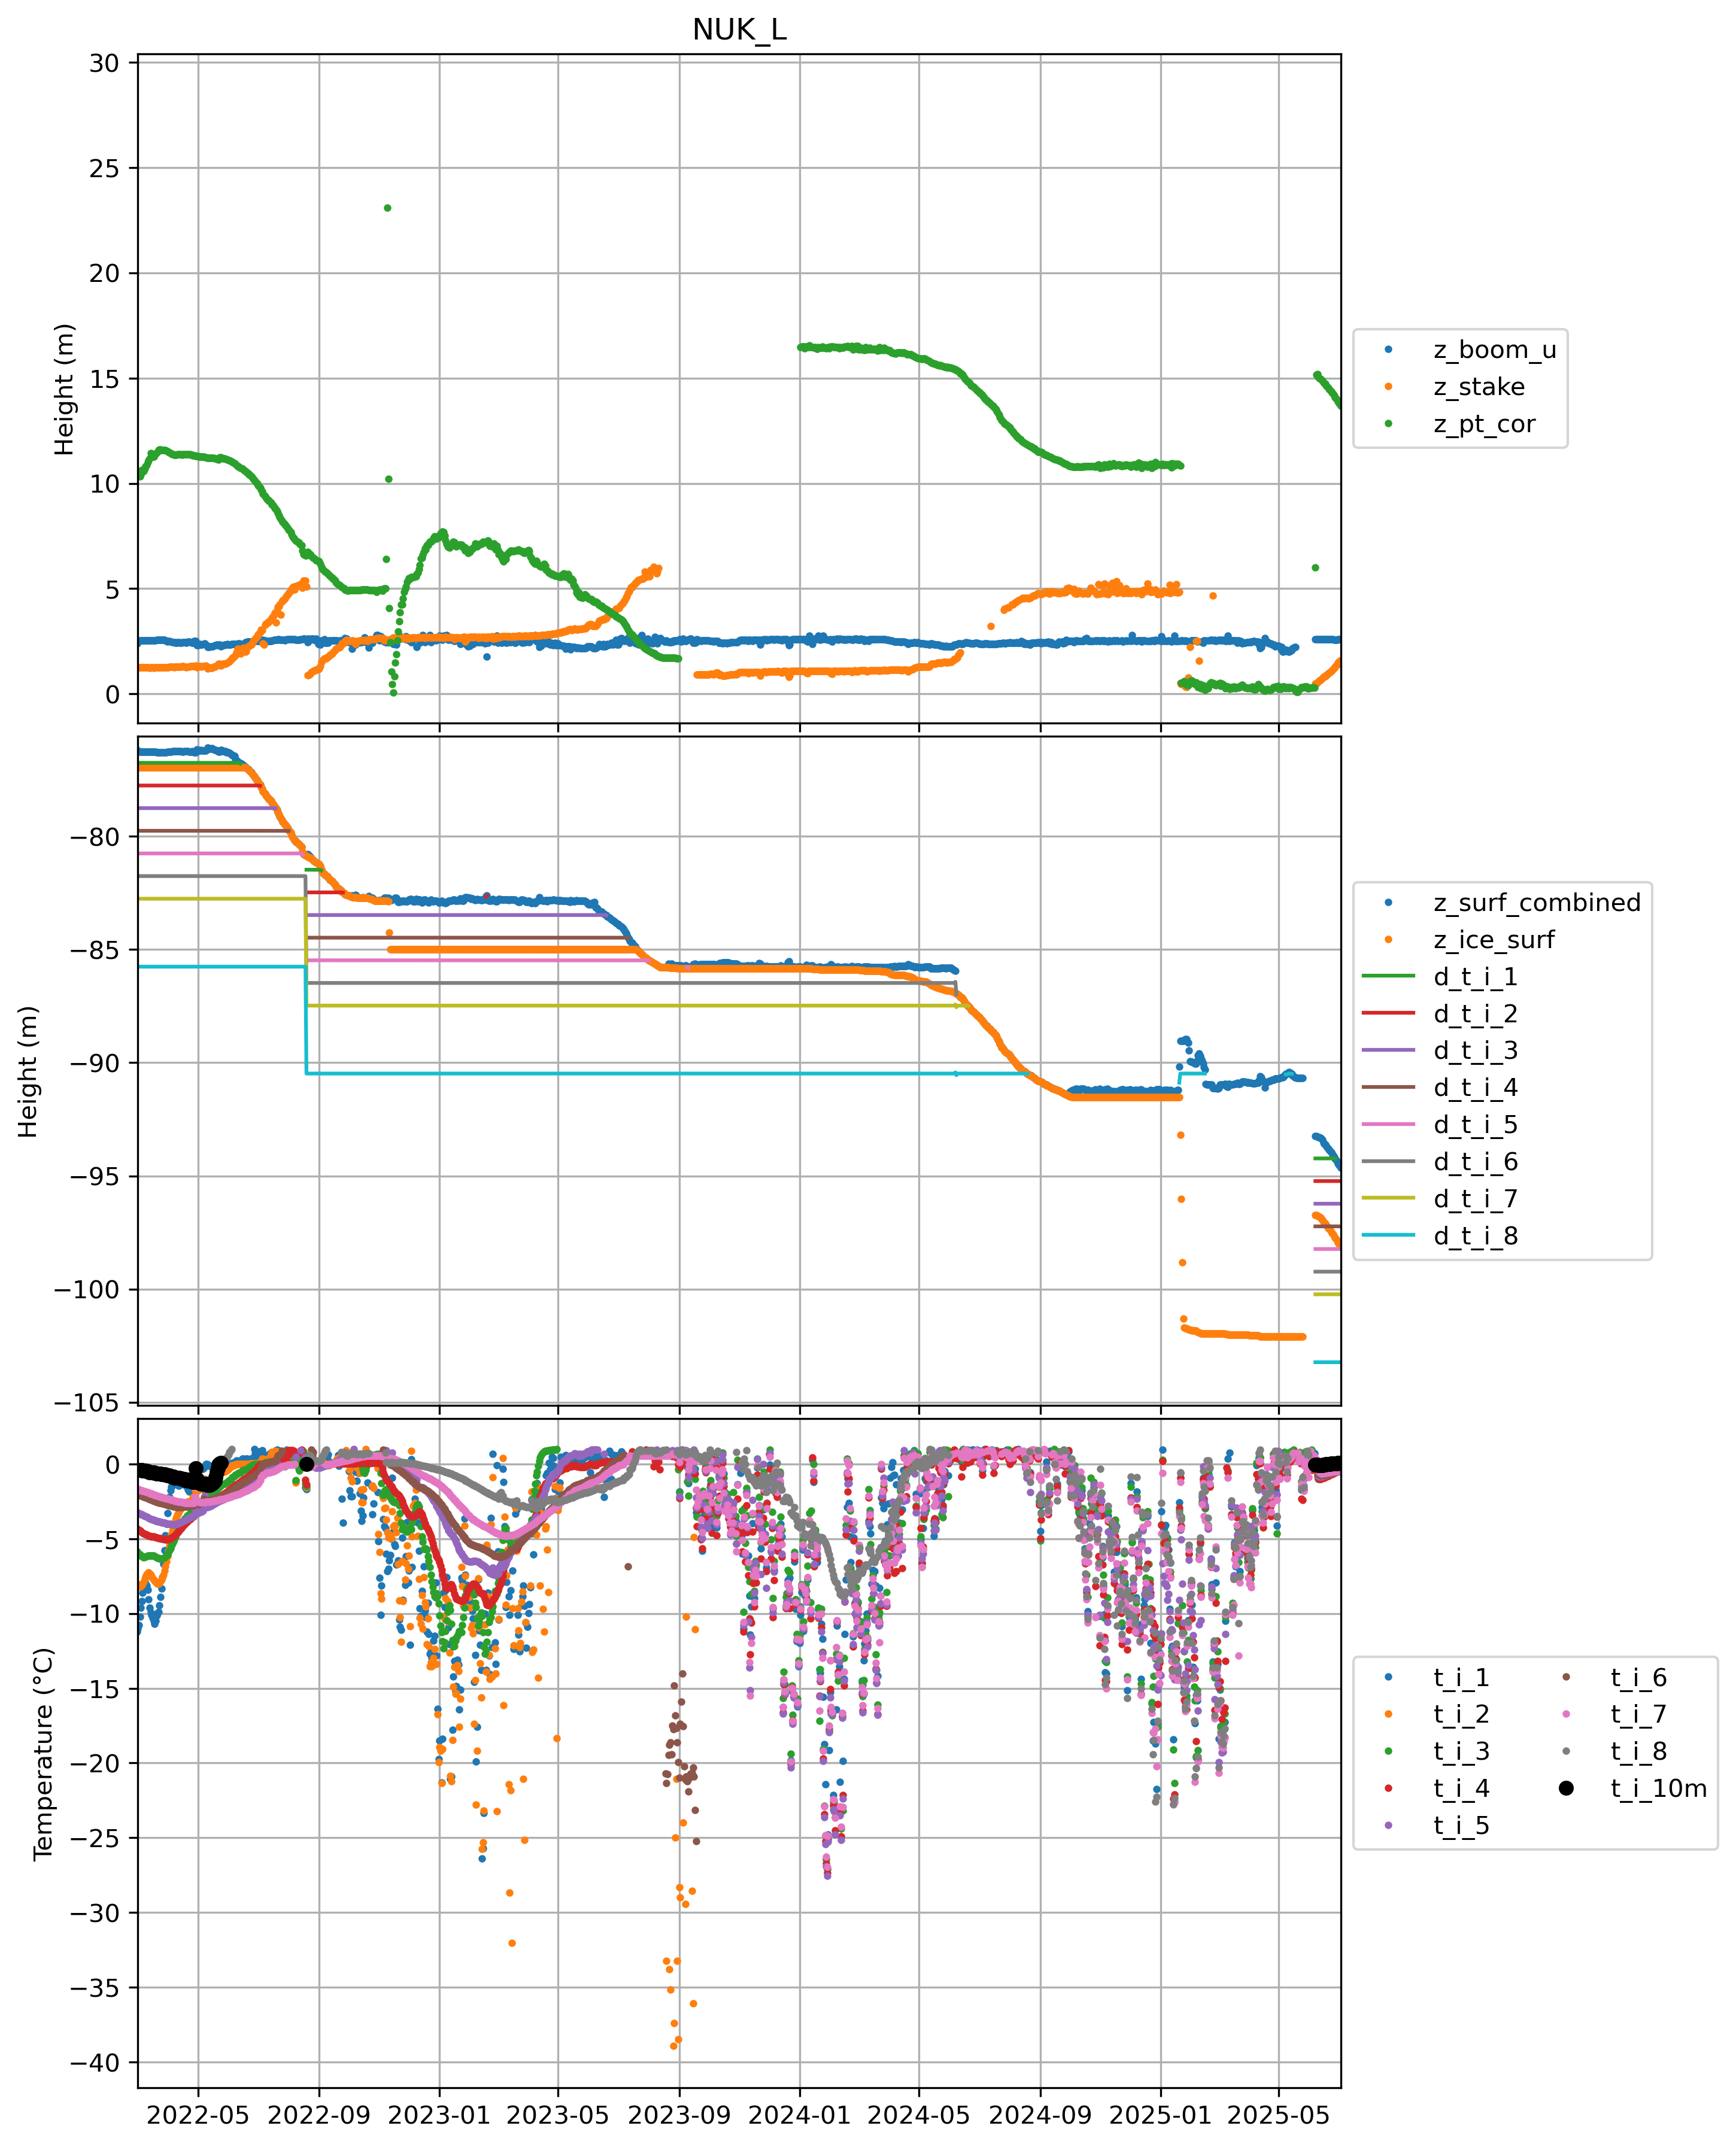 NUK_L
30
25
20
15
10
5
0
Height (m)
z_boom_u
z_stake
z_pt_cor
−80
−85
−90
−95
−100
−105
Height (m)
z_surf_combined
z_ice_surf
d_t_i_1
d_t_i_2
d_t_i_3
d_t_i_4
d_t_i_5
d_t_i_6
d_t_i_7
d_t_i_8
0
−5
−10
−15
−20
−25
−30
−35
−40
Temperature (°C)
t_i_1
t_i_2
t_i_3
t_i_4
t_i_5
t_i_6
t_i_7
t_i_8
t_i_10m
2022-05 2022-09 2023-01 2023-05 2023-09 2024-01 2024-05 2024-09 2025-01 2025-05